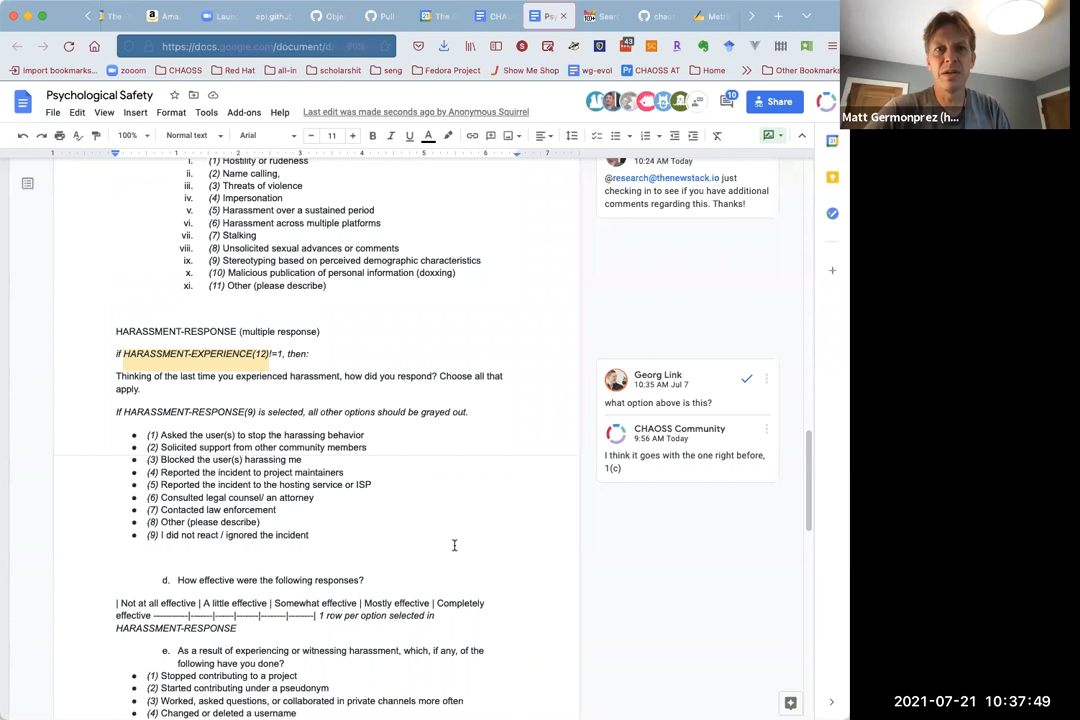 The F
Ama.
Laun
api.githu
Obje
Pull
The A
CHA
Psy
Sear
chao
Metri
https://docs.google.com/document/d.
80%
Import bookmarks...
zooom
CHAOSS
Red Hat
all-in
scholarshit
seng
Fedora Project
Show Me Shop
wg-evol
CHAOSS AT
Home
Other Bookmarks
Psychological Safety
File Edit View Insert Format Tools Add-ons Help
Last edit was made seconds ago by Anonymous Squirrel
10
Share
100%
Normal text
Arial
11
i. (1) Hostility or rudeness
ii. (2) Name calling,
iii. (3) Threats of violence
iv. (4) Impersonation
v. (5) Harassment over a sustained period
vi. (6) Harassment across multiple platforms
vii. (7) Stalking
viii. (8) Unsolicited sexual advances or comments
ix. (9) Stereotyping based on perceived demographic characteristics
x. (10) Malicious publication of personal information (doxxing)
xi. (11) Other (please describe)
HARASSMENT-RESPONSE (multiple response)
if HARASSMENT-EXPERIENCE(12)!=1, then:
Thinking of the last time you experienced harassment, how did you respond? Choose all that
apply.
If HARASSMENT-RESPONSE(9) is selected, all other options should be grayed out.
(1) Asked the user(s) to stop the harassing behavior
(2) Solicited support from other community members
(3) Blocked the user(s) harassing me
(4) Reported the incident to project maintainers
(5) Reported the incident to the hosting service or ISP
(6) Consulted legal counsel/ an attorney
(7) Contacted law enforcement
(8) Other (please describe)
(9) I did not react / ignored the incident
d. How effective were the following responses?
| Not at all effective | A little effective | Somewhat effective | Mostly effective | Completely
effective -----------|-------|------|--------|--------|--------| 1 row per option selected in
HARASSMENT-RESPONSE
e. As a result of experiencing or witnessing harassment, which, if any, of the
following have you done?
(1) Stopped contributing to a project
(2) Started contributing under a pseudonym
(3) Worked, asked questions, or collaborated in private channels more often
(4) Changed or deleted a username
10:24 AM Today
@research@thenewstack.io just
checking in to see if you have additional
comments regarding this. Thanks!
Georg Link
10:35 AM Jul 7
what option above is this?
CHAOSS Community
9:56 AM Today
I think it goes with the one right before,
1(c)
Matt Germonprez (h...
2021-07-21 10:37:49